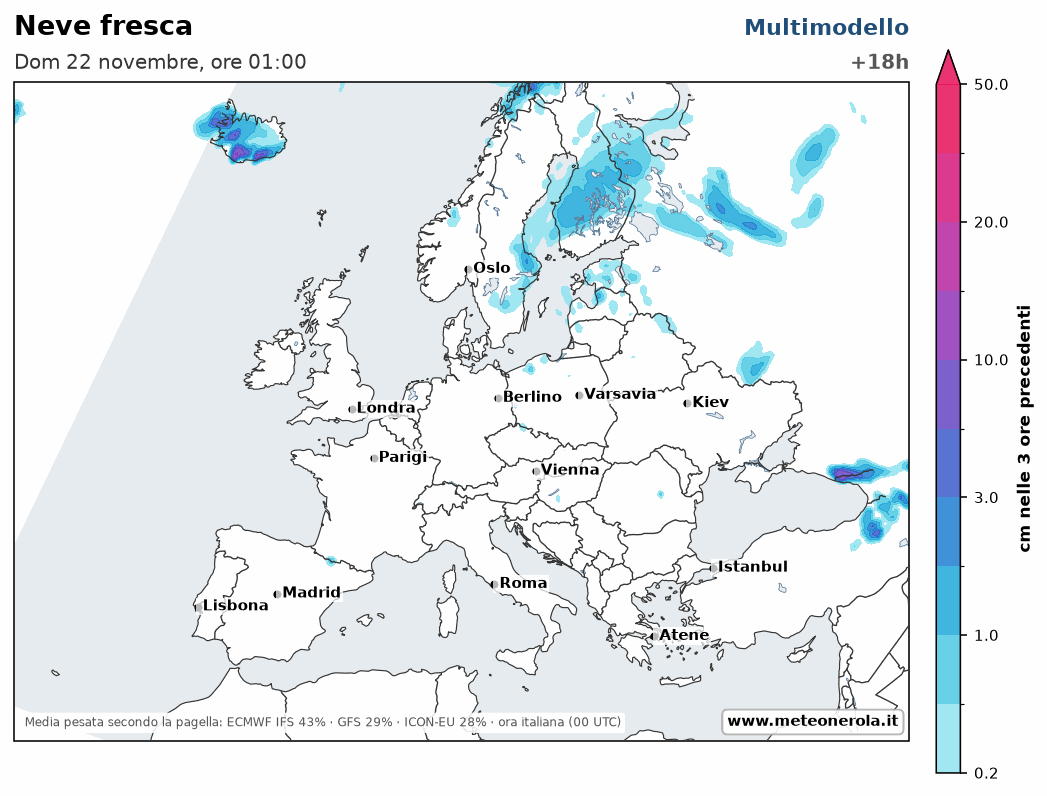 Neve fresca
Multimodello
Dom 22 novembre, ore 01:00
+18h
50.0
20.0
10.0
3.0
1.0
0.2
cm nelle 3 ore precedenti
Oslo
Berlino
Varsavia
Kiev
Londra
Parigi
Vienna
Istanbul
Roma
Madrid
Lisbona
Atene
Media pesata secondo la pagella: ECMWF IFS 43% · GFS 29% · ICON-EU 28% · ora italiana (00 UTC)
www.meteonerola.it